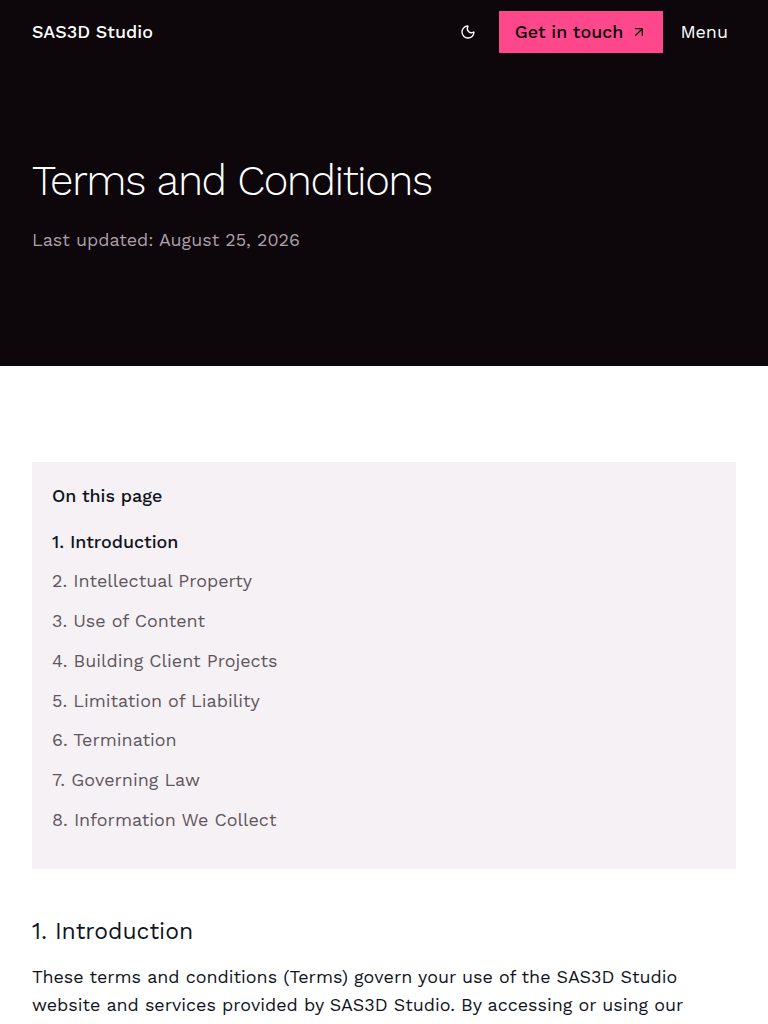 SAS3D Studio
Get in touch
Menu
Terms and Conditions
Last updated: August 25, 2026
On this page
1. Introduction
2. Intellectual Property
3. Use of Content
4. Building Client Projects
5. Limitation of Liability
6. Termination
7. Governing Law
8. Information We Collect
1. Introduction
These terms and conditions (Terms) govern your use of the SAS3D Studio
website and services provided by SAS3D Studio. By accessing or using our